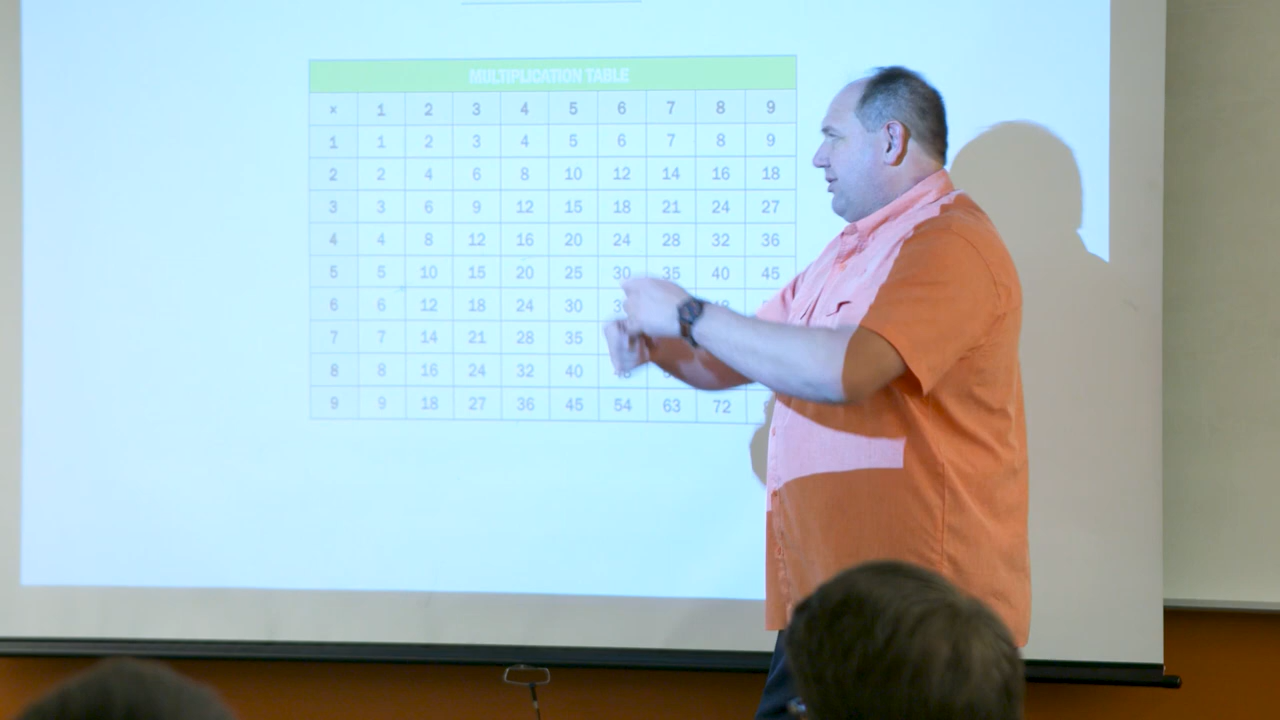 MULTIPLICATION TABLE
× 1 2 3 4 5 6 7 8 9
1 1 2 3 4 5 6 7 8 9
2 2 4 6 8 10 12 14 16 18
3 3 6 9 12 15 18 21 24 27
4 4 8 12 16 20 24 28 32 36
5 5 10 15 20 25 30 35 40 45
6 6 12 18 24 30
7 7 14 21 28 35
8 8 16 24 32 40
9 9 18 27 36 45 54 63 72